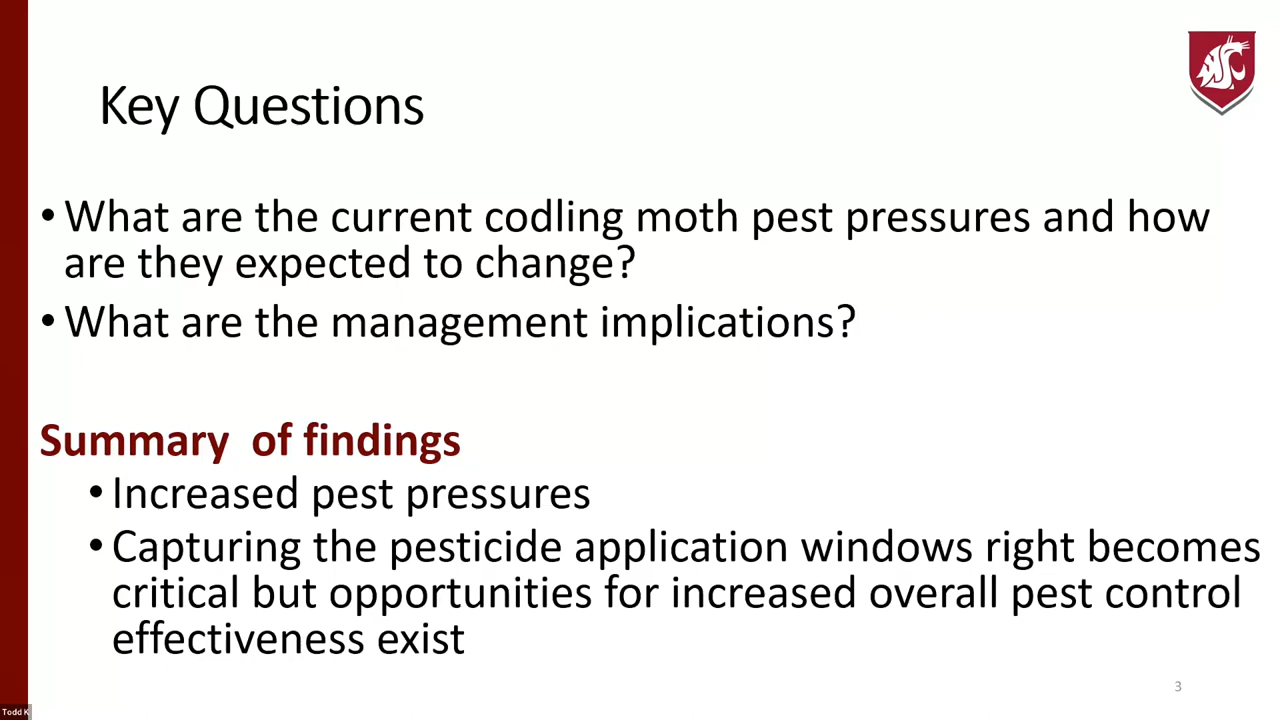 Key Questions
• What are the current codling moth pest pressures and how
are they expected to change?
• What are the management implications?
Summary  of findings
• Increased pest pressures
• Capturing the pesticide application windows right becomes
critical but opportunities for increased overall pest control
effectiveness exist
3
Todd K